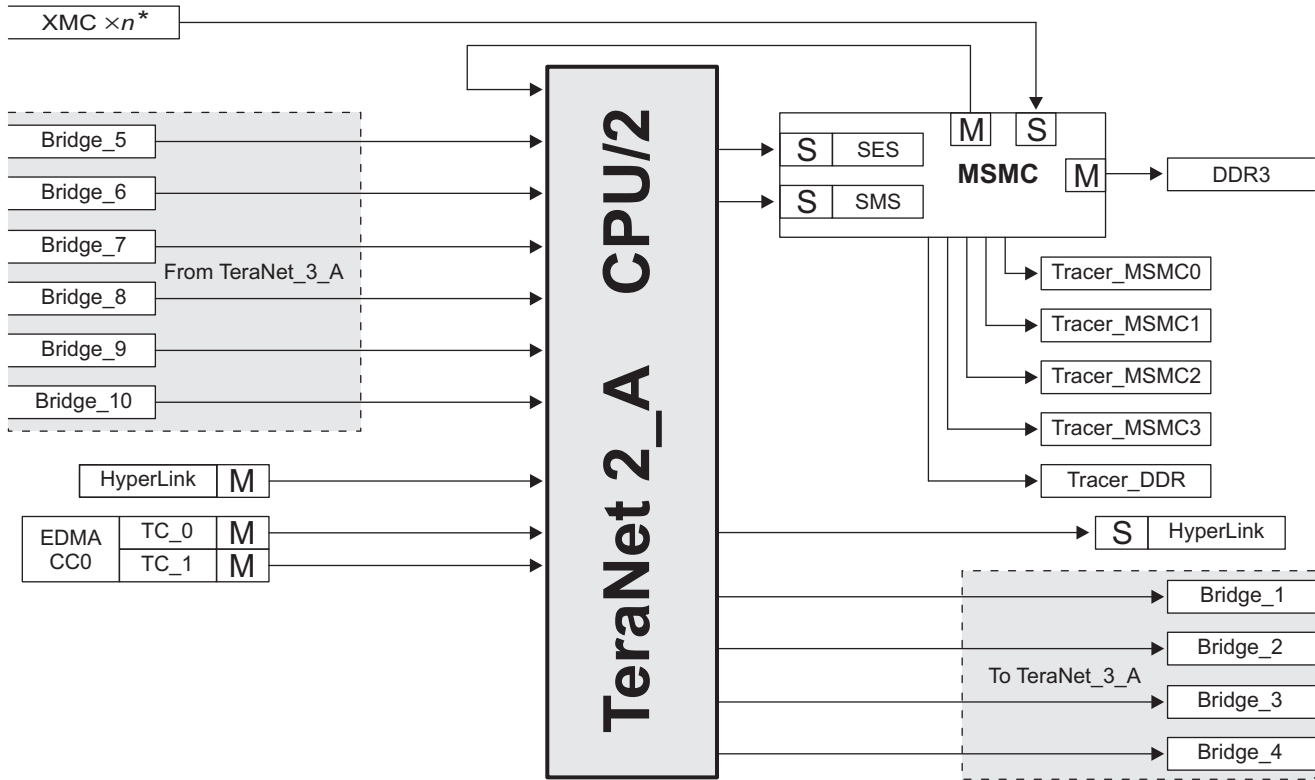 XMC ×n*
Bridge_5
Bridge_6
Bridge_7
From TeraNet_3_A
Bridge_8
Bridge_9
Bridge_10
HyperLink M
EDMA CC0
TC_0 M
TC_1 M
TeraNet 2_A CPU/2
M S
S SES
MSMC
M
S SMS
DDR3
Tracer_MSMC0
Tracer_MSMC1
Tracer_MSMC2
Tracer_MSMC3
Tracer_DDR
S HyperLink
Bridge_1
Bridge_2
To TeraNet_3_A
Bridge_3
Bridge_4